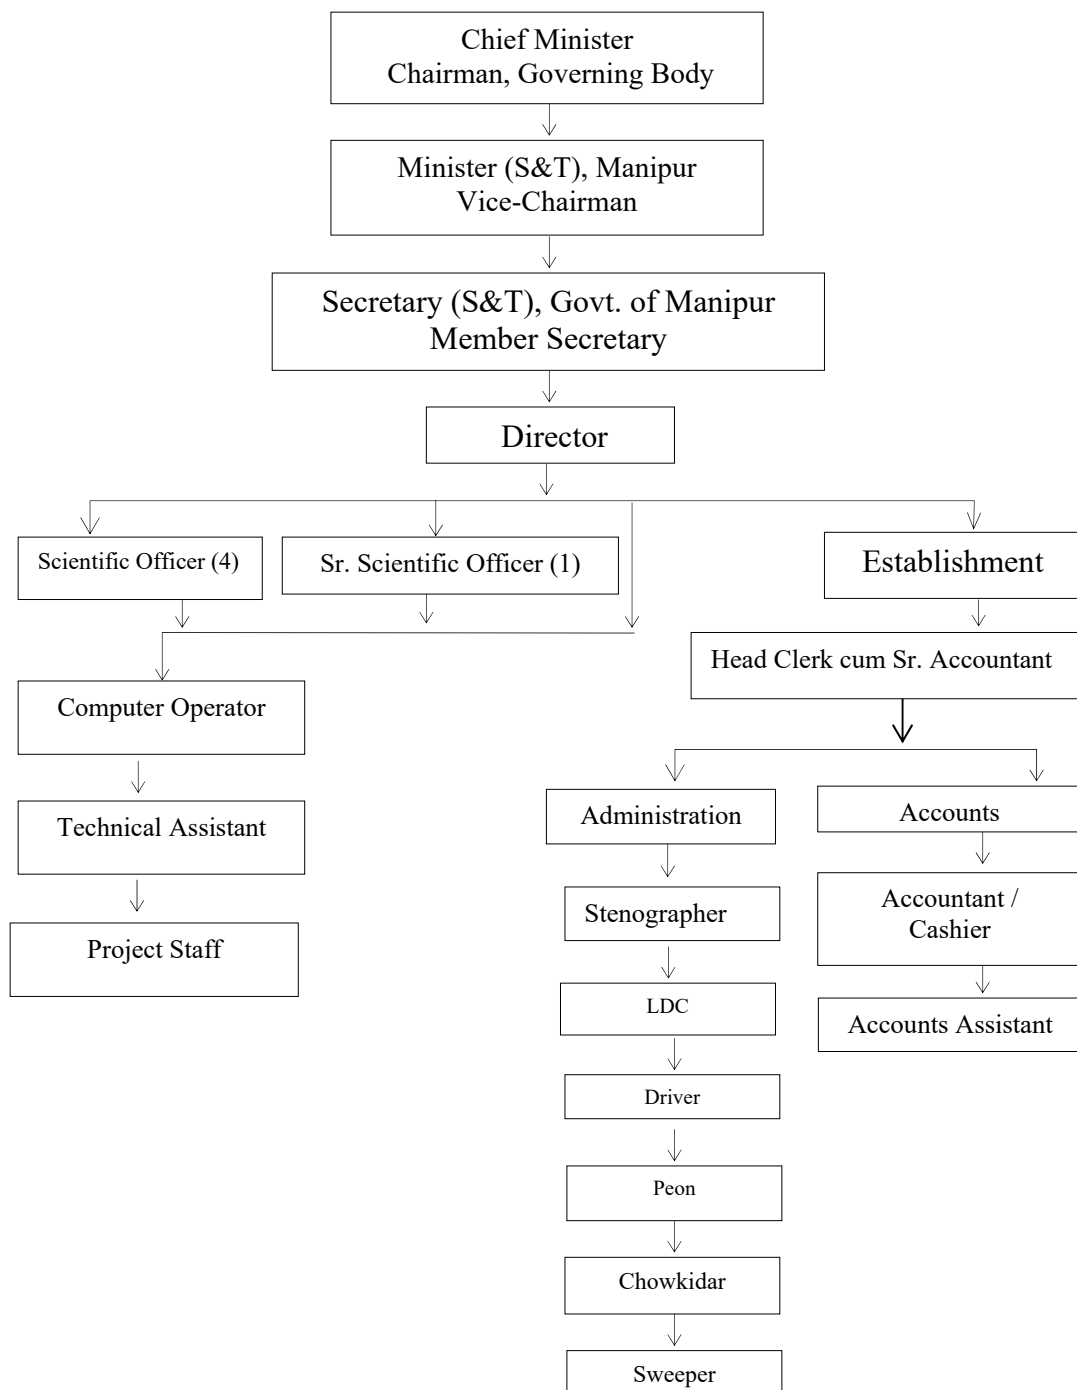 Chief Minister
Chairman, Governing Body
Minister (S&T), Manipur
Vice-Chairman
Secretary (S&T), Govt. of Manipur
Member Secretary
Director
Scientific Officer (4)
Sr. Scientific Officer (1)
Establishment
Head Clerk cum Sr. Accountant
Computer Operator
Technical Assistant
Project Staff
Administration
Stenographer
LDC
Driver
Peon
Chowkidar
Sweeper
Accounts
Accountant /
Cashier
Accounts Assistant